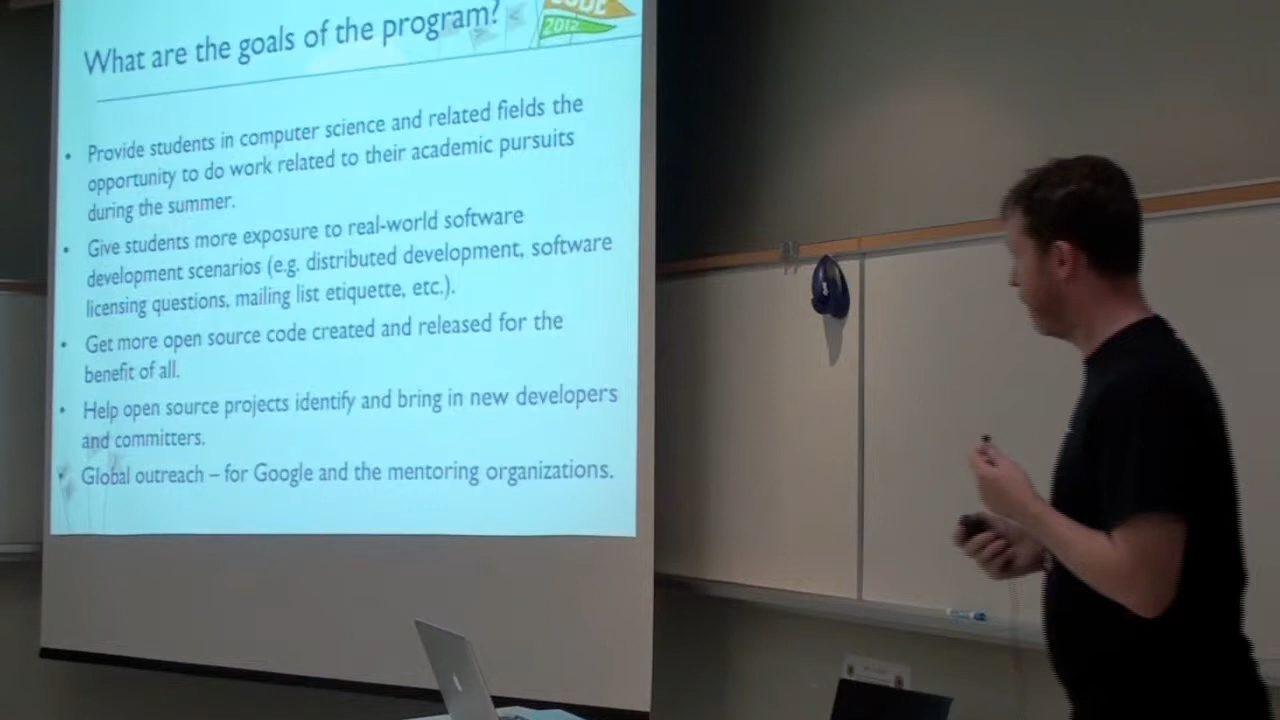 CODE
2012
What are the goals of the program?
• Provide students in computer science and related fields the
opportunity to do work related to their academic pursuits
during the summer.
• Give students more exposure to real-world software
development scenarios (e.g. distributed development, software
licensing questions, mailing list etiquette, etc.).
• Get more open source code created and released for the
benefit of all.
• Help open source projects identify and bring in new developers
and committers.
• Global outreach – for Google and the mentoring organizations.